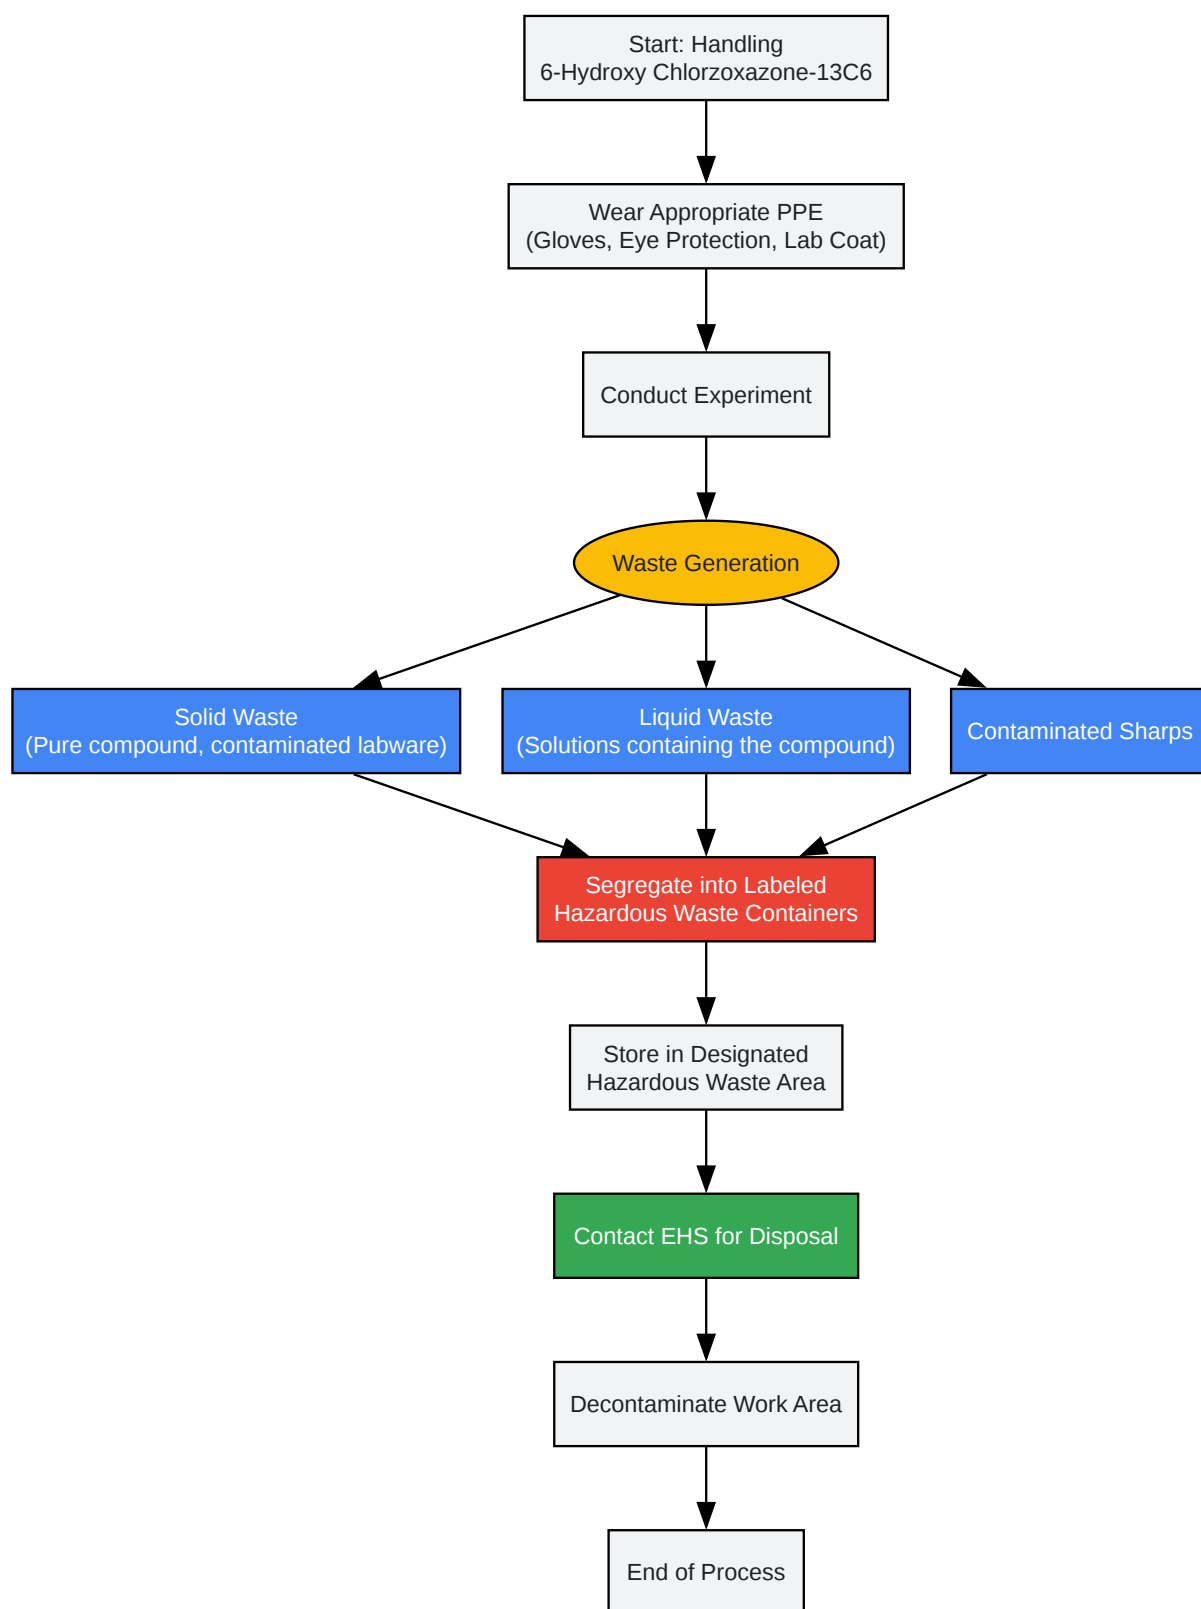 Start: Handling
6-Hydroxy Chlorzoxazone-13C6
Wear Appropriate PPE
(Gloves, Eye Protection, Lab Coat)
Conduct Experiment
Waste Generation
Solid Waste
(Pure compound, contaminated labware)
Liquid Waste
(Solutions containing the compound)
Contaminated Sharps
Segregate into Labeled
Hazardous Waste Containers
Store in Designated
Hazardous Waste Area
Contact EHS for Disposal
Decontaminate Work Area
End of Process